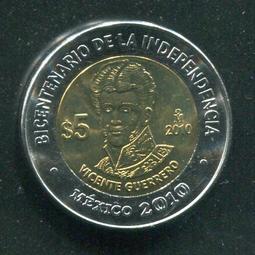 BICENTENARIO DE LA INDEPENDENCIA
$5
2010
VICENTE GUERRERO
· MÉXICO 2010 ·